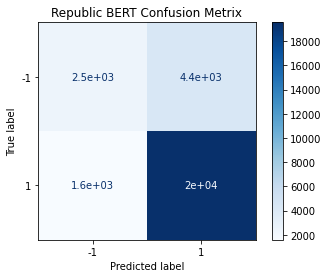 Republic BERT Confusion Metrix
-1
2.5e+03
4.4e+03
1
1.6e+03
2e+04
True label
-1
1
Predicted label
18000
16000
14000
12000
10000
8000
6000
4000
2000